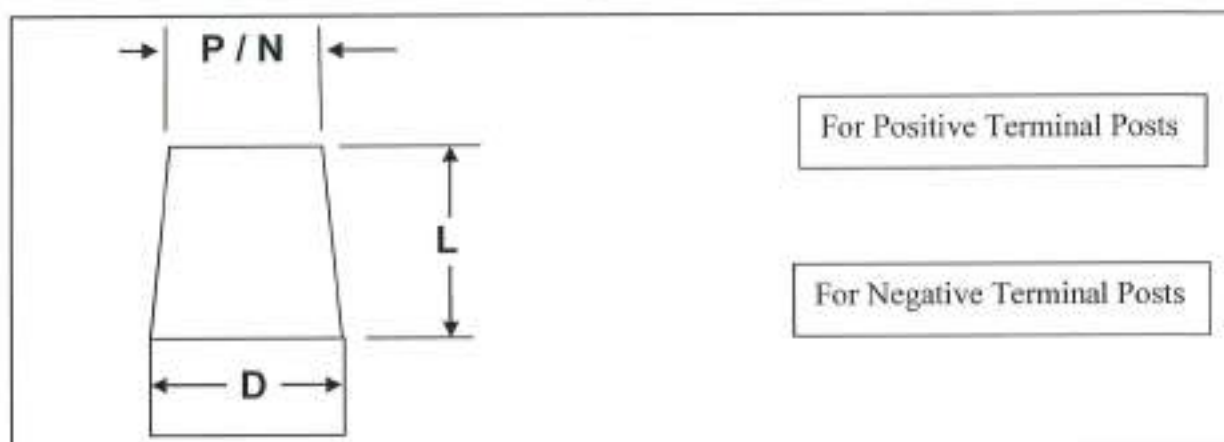 P / N
For Positive Terminal Posts
L
For Negative Terminal Posts
D